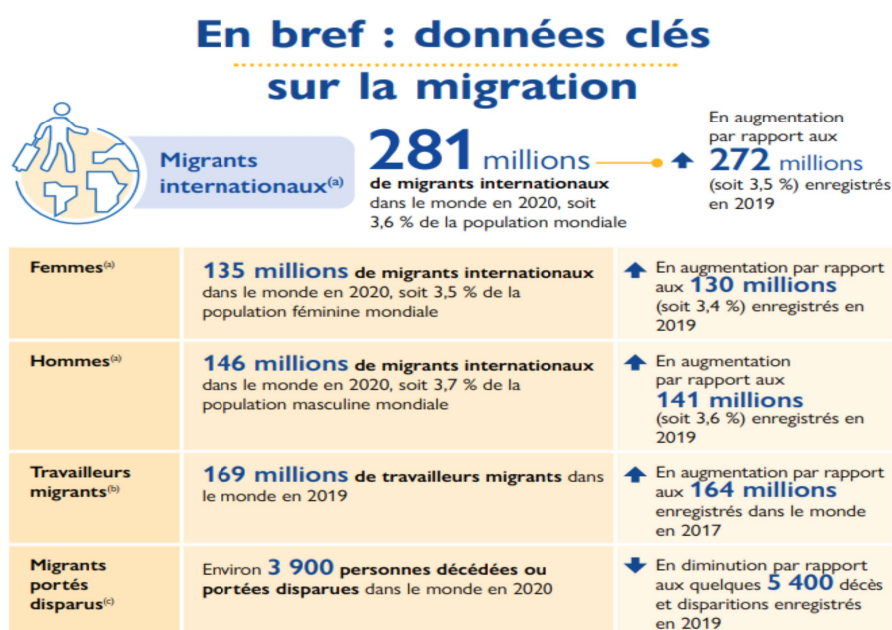 En bref : données clés
sur la migration
Migrants
internationaux(a)
281 millions
de migrants internationaux
dans le monde en 2020, soit
3,6 % de la population mondiale
En augmentation
par rapport aux
272 millions
(soit 3,5 %) enregistrés
en 2019
Femmes(a)
135 millions de migrants internationaux
dans le monde en 2020, soit 3,5 % de la
population féminine mondiale
En augmentation par rapport
aux 130 millions
(soit 3,4 %) enregistrés en
2019
Hommes(a)
146 millions de migrants internationaux
dans le monde en 2020, soit 3,7 % de la
population masculine mondiale
En augmentation
par rapport aux
141 millions
(soit 3,6 %) enregistrés en
2019
Travailleurs
migrants(b)
169 millions de travailleurs migrants dans
le monde en 2019
En augmentation par rapport
aux 164 millions
enregistrés dans le monde
en 2017
Migrants
portés
disparus(c)
Environ 3 900 personnes décédées ou
portées disparues dans le monde en 2020
En diminution par rapport
aux quelques 5 400 décès
et disparitions enregistrés
en 2019